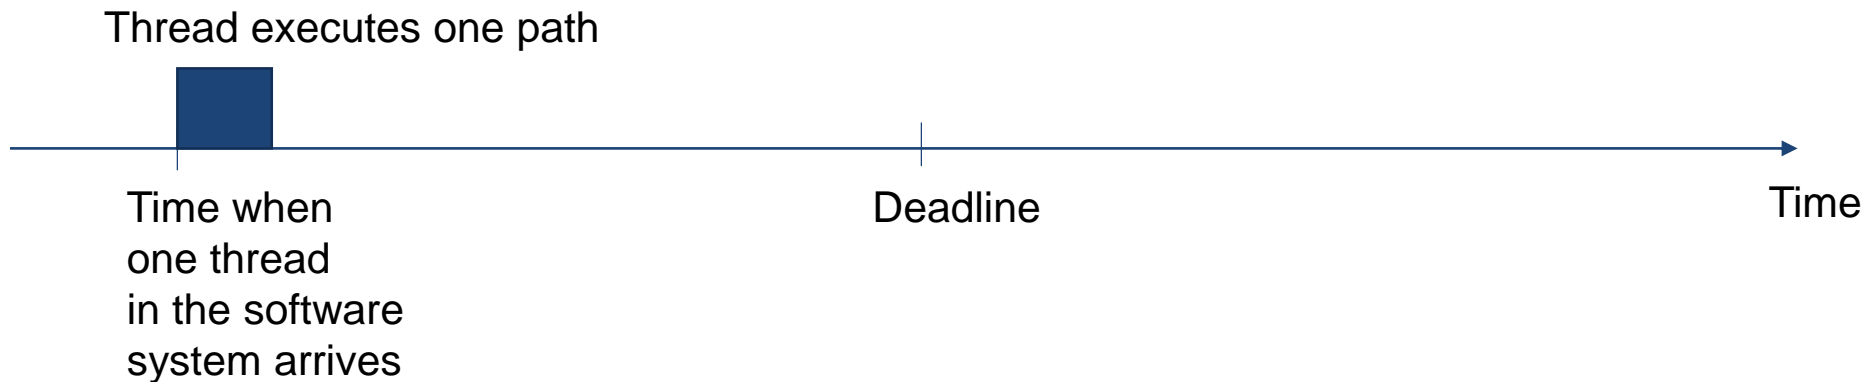 Thread executes one path
Time when
one thread
in the software
system arrives
Deadline
Time